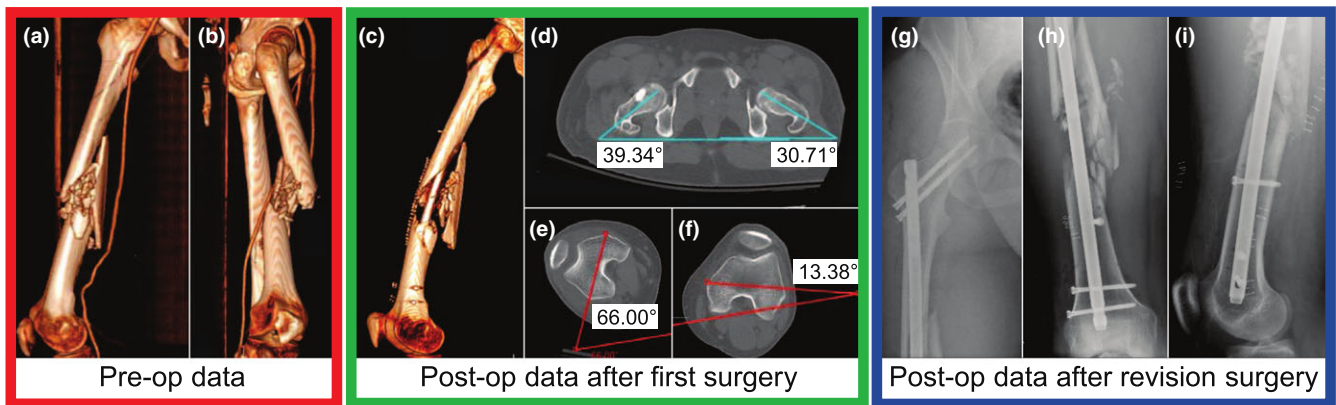 (a)
(b)
(c)
(d)
39.34°
30.71°
(e)
(f)
66.00°
13.38°
(g)
(h)
(i)
Pre-op data
Post-op data after first surgery
Post-op data after revision surgery